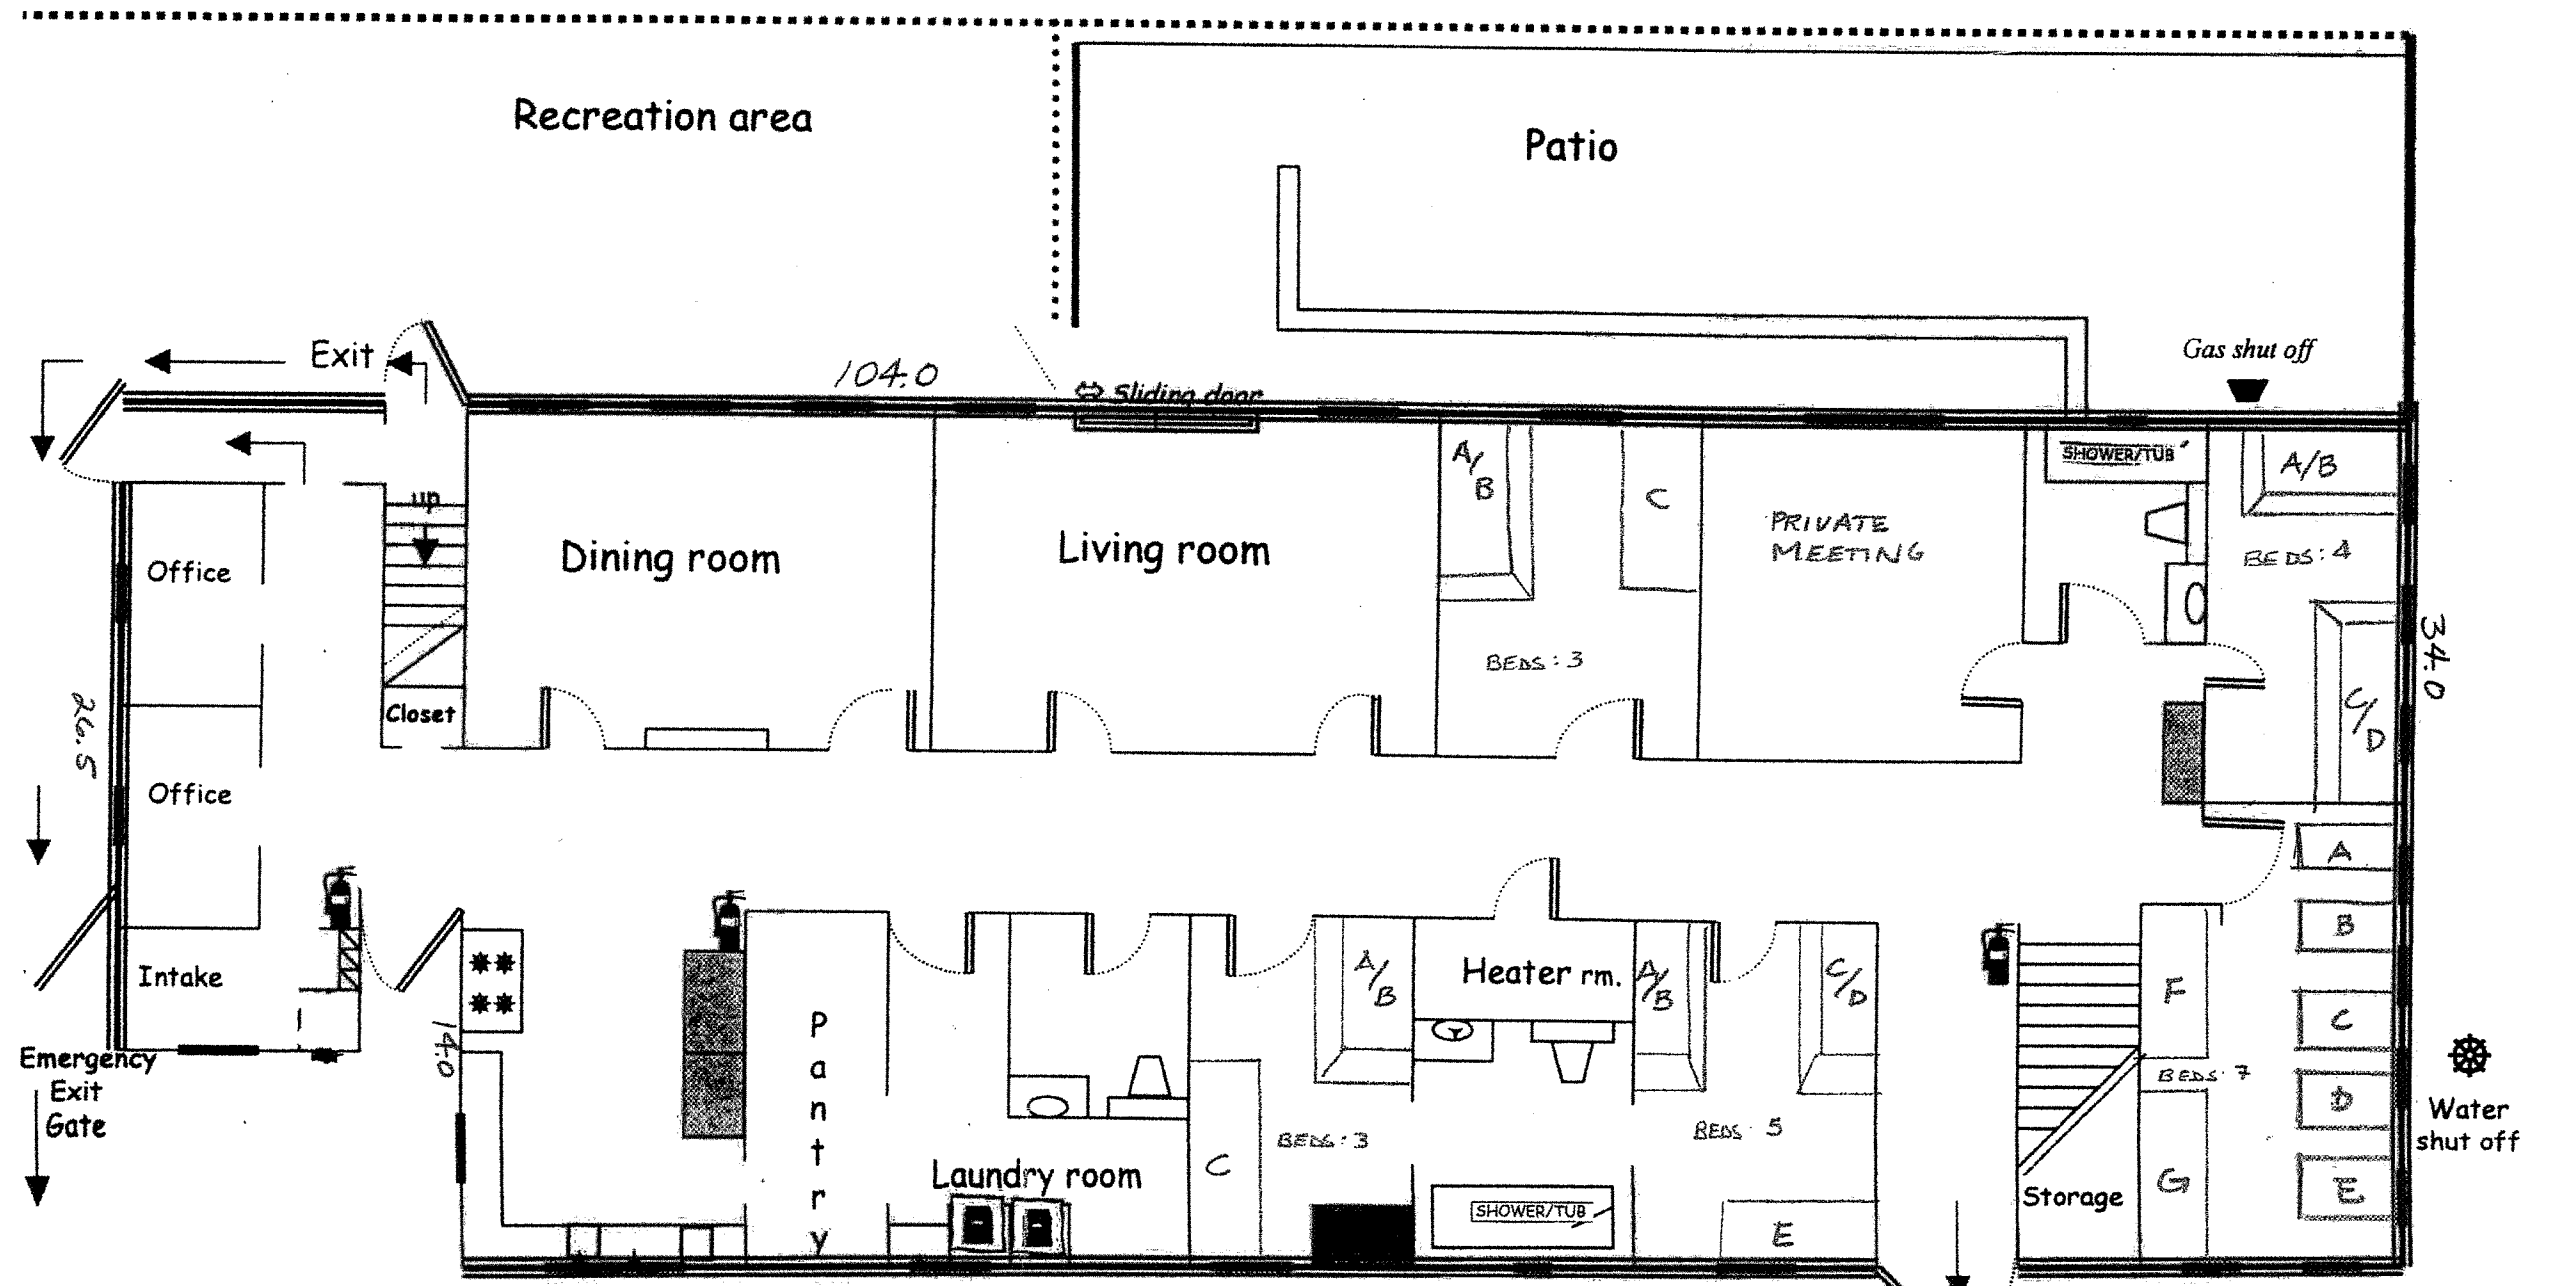 Recreation area
Patio
Exit
104.0
Sliding door
Gas shut off
up
Office
Dining room
Living room
A/B
C
BEDS: 3
PRIVATE
MEETING
SHOWER/TUB
A/B
BEDS: 4
C/D
34.0
Closet
26.5
Office
Intake
Emergency
Exit
Gate
14.0
Pantry
Laundry room
C
BEDS: 3
A/B
Heater rm.
SHOWER/TUB
A/B
C/D
BEDS 5
E
Storage
F
BEDS 7
G
A
B
C
D
E
Water
shut off